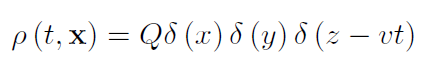 ρ (t, x) = Qδ (x) δ (y) δ (z − vt)